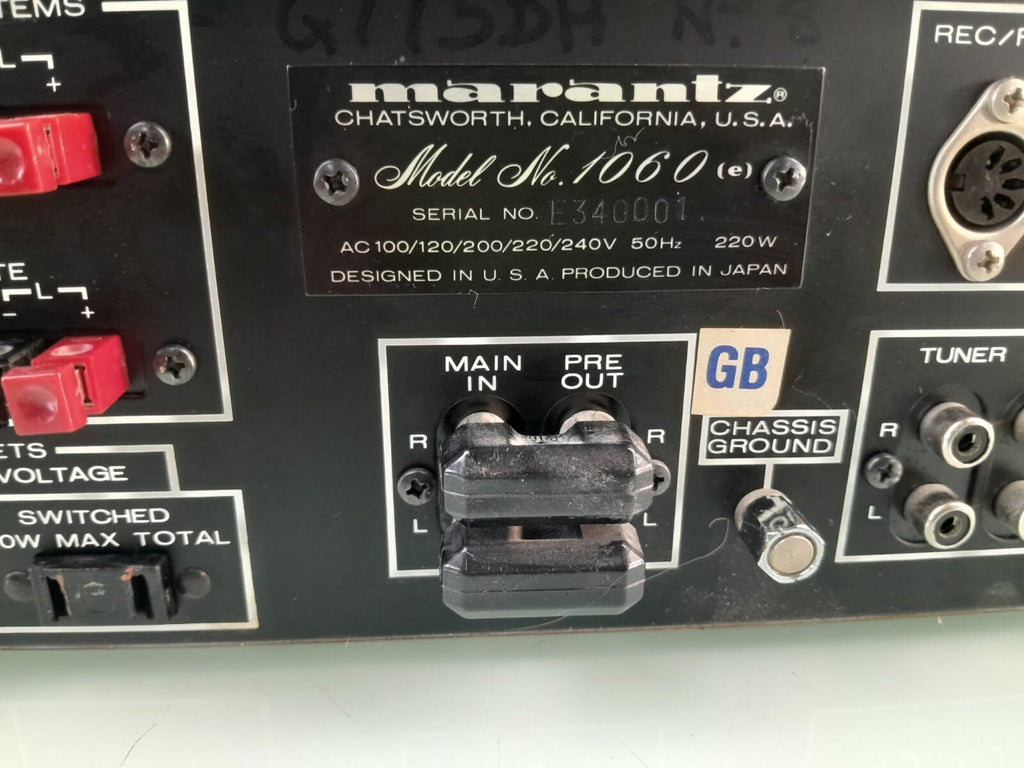 TEMS
L
+
TE
L
- +
ETS
VOLTAGE
SWITCHED
0W MAX TOTAL
marantz®
CHATSWORTH, CALIFORNIA, U.S.A.
Model No. 1060 (e)
SERIAL NO. E340001
AC 100/120/200/220/240V 50Hz 220W
DESIGNED IN U. S. A. PRODUCED IN JAPAN
MAIN IN
PRE OUT
R R
L L
GB
CHASSIS
GROUND
REC/P
TUNER
R
L